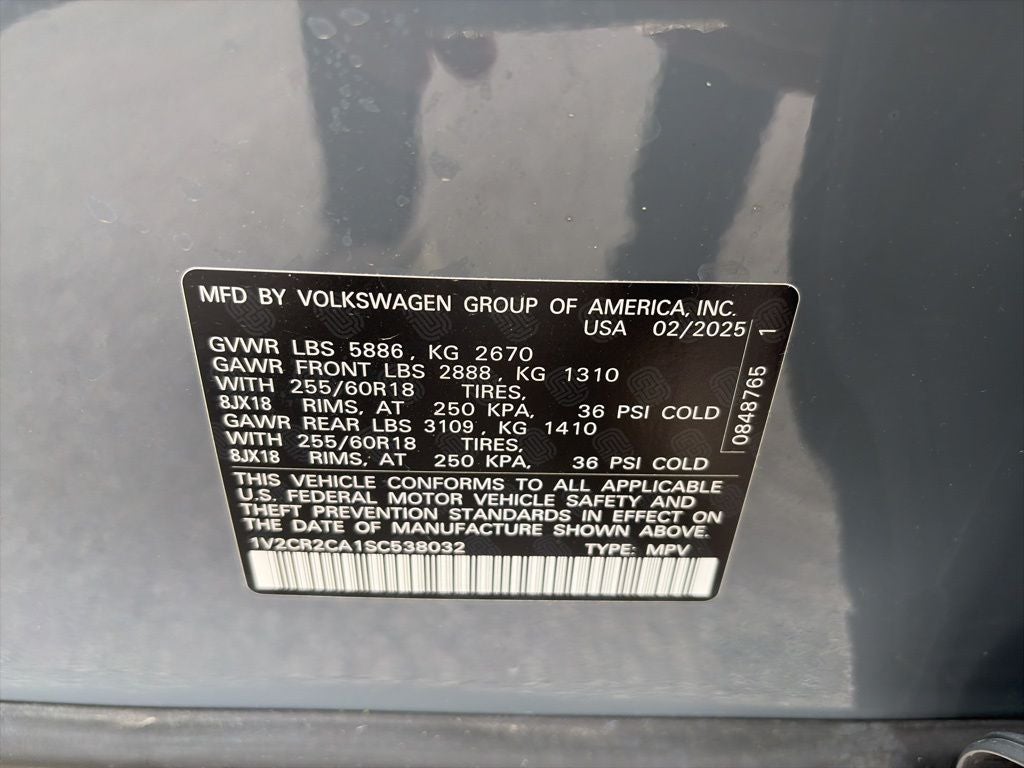 MFD BY VOLKSWAGEN GROUP OF AMERICA, INC.
USA 02/2025
GVWR LBS 5886, KG 2670
GAWR FRONT LBS 2888, KG 1310
WITH 255/60R18 TIRES,
8JX18 RIMS, AT 250 KPA, 36 PSI COLD
GAWR REAR LBS 3109, KG 1410
WITH 255/60R18 TIRES,
8JX18 RIMS, AT 250 KPA, 36 PSI COLD
0848765 1
THIS VEHICLE CONFORMS TO ALL APPLICABLE
U.S. FEDERAL MOTOR VEHICLE SAFETY AND
THEFT PREVENTION STANDARDS IN EFFECT ON
THE DATE OF MANUFACTURE SHOWN ABOVE.
1V2CR2CA1SC538032 TYPE: MPV